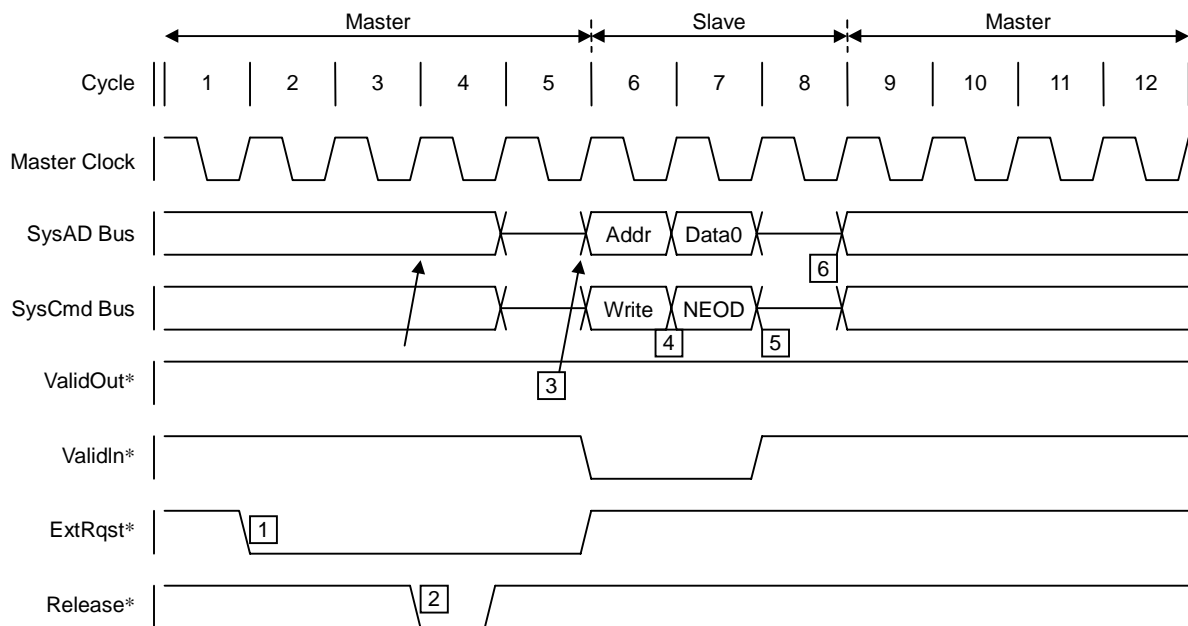 Master Slave Master
Cycle 1 2 3 4 5 6 7 8 9 10 11 12
Master Clock
SysAD Bus Addr Data0
6
SysCmd Bus Write NEOD
4 5
ValidOut*
3
ValidIn*
ExtRqst* 1
Release* 2